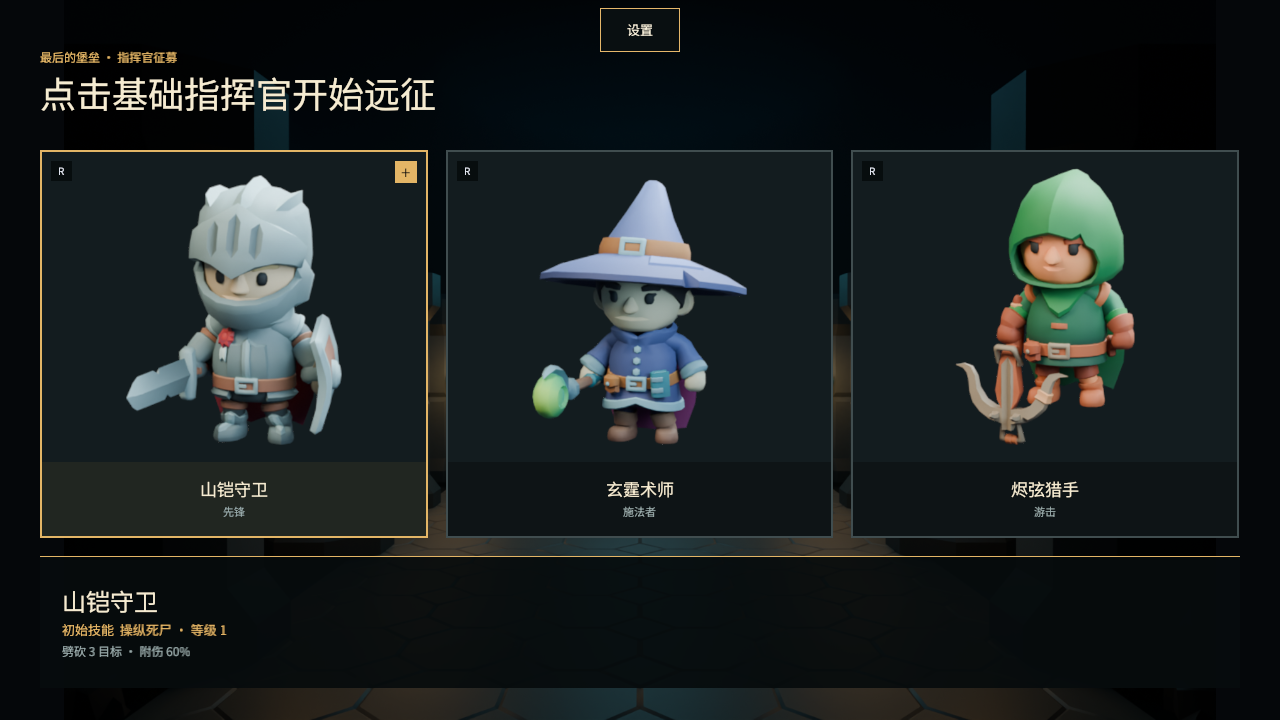 设置
最后的堡垒 · 指挥官征募
点击基础指挥官开始远征
R
+
R
R
山铠守卫
先锋
玄霆术师
施法者
烬弦猎手
游击
山铠守卫
初始技能 操纵死尸 · 等级 1
劈砍 3 目标 · 附伤 60%